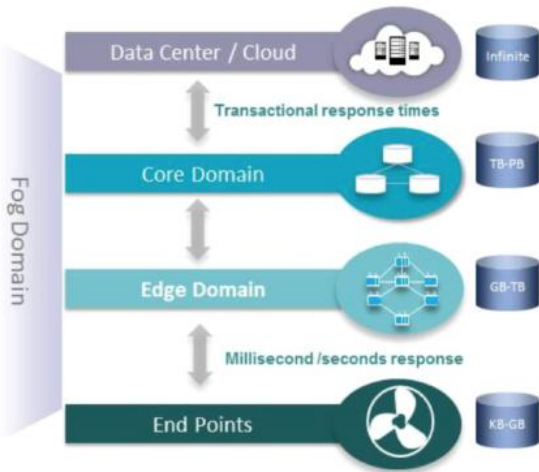 Data Center / Cloud
Infinite
Transactional response times
Core Domain
TB-PB
Fog Domain
Edge Domain
GB-TB
Millisecond /seconds response
End Points
KB-GB